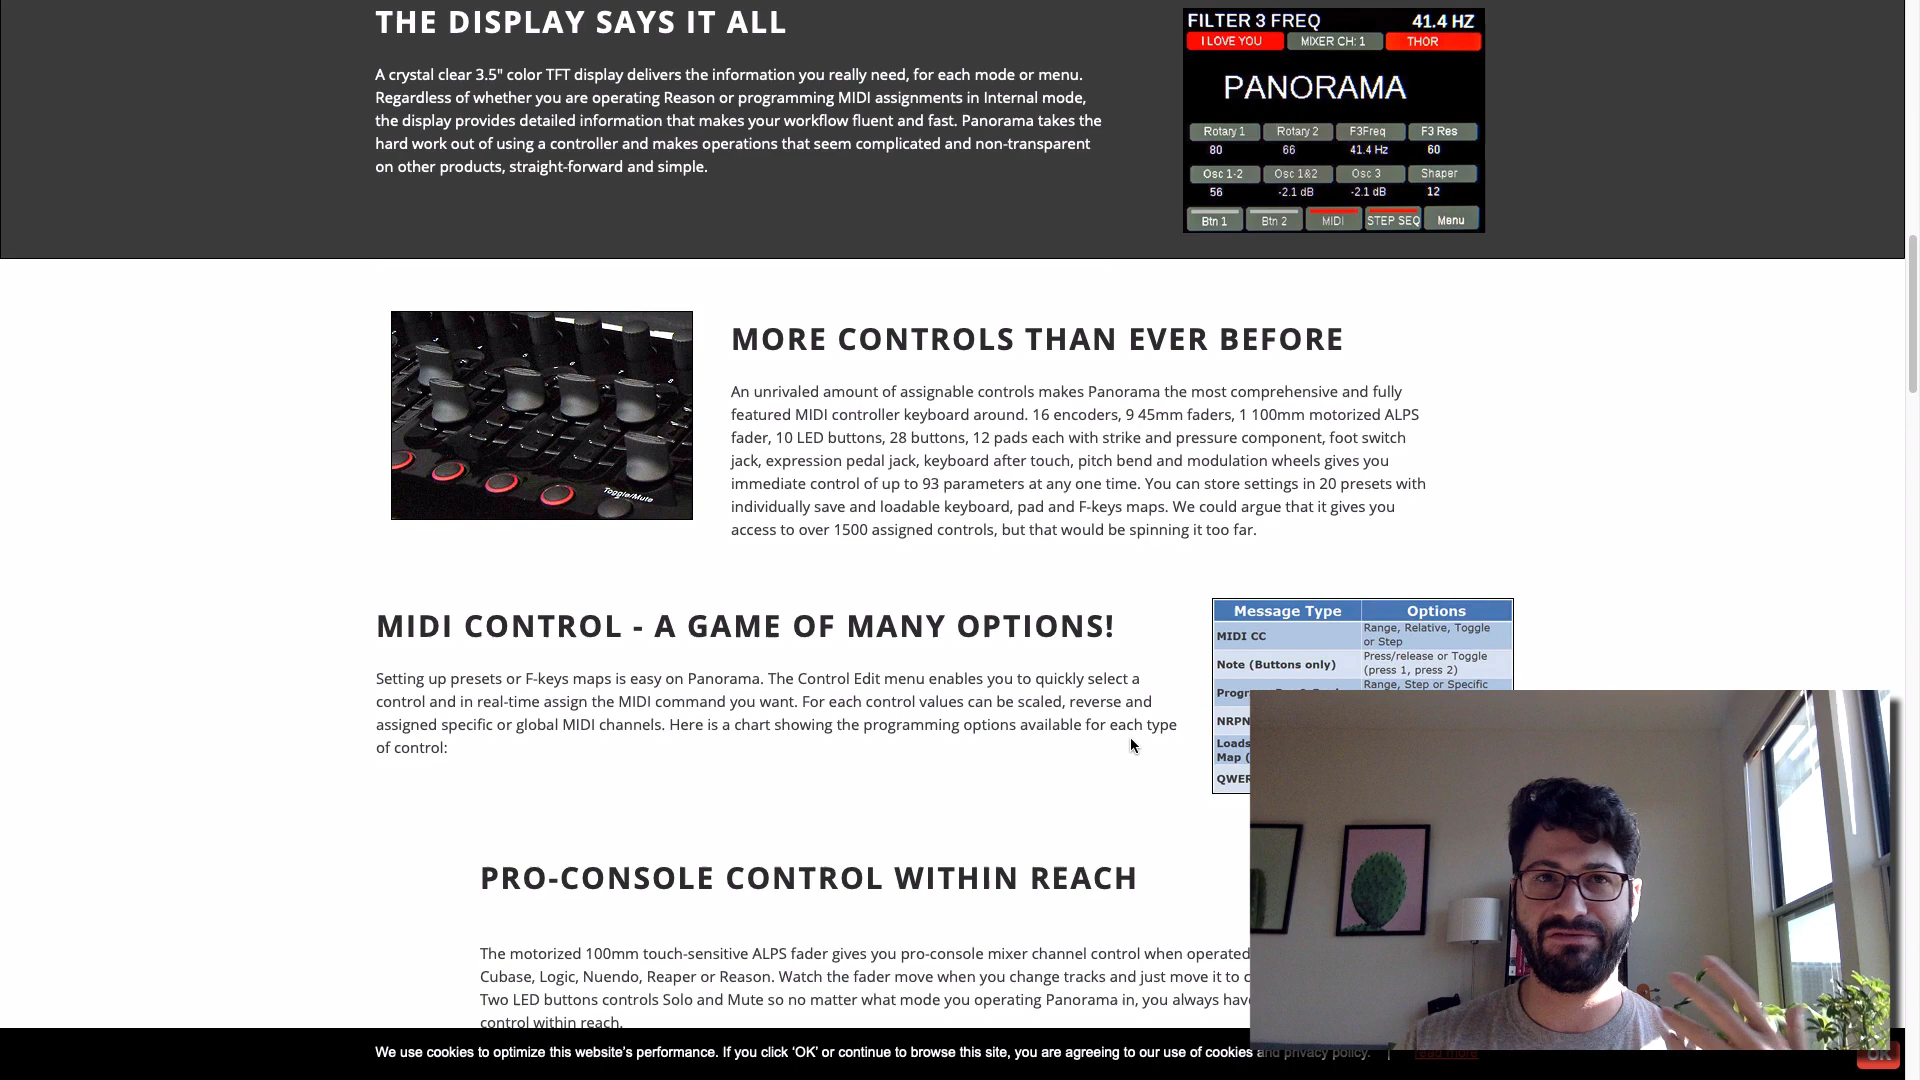 THE DISPLAY SAYS IT ALL
A crystal clear 3.5" color TFT display delivers the information you really need, for each mode or menu.
Regardless of whether you are operating Reason or programming MIDI assignments in Internal mode,
the display provides detailed information that makes your workflow fluent and fast. Panorama takes the
hard work out of using a controller and makes operations that seem complicated and non-transparent
on other products, straight-forward and simple.
FILTER 3 FREQ 41.4 HZ
I LOVE YOU MIXER CH: 1 THOR
PANORAMA
Rotary 1 Rotary 2 F3Freq F3 Res
80 66 41.4 Hz 60
Osc 1-2 Osc 1&2 Osc 3 Shaper
56 -2.1 dB -2.1 dB 12
Btn 1 Btn 2 MIDI STEP SEQ Menu
Toggle/Mute
MORE CONTROLS THAN EVER BEFORE
An unrivaled amount of assignable controls makes Panorama the most comprehensive and fully
featured MIDI controller keyboard around. 16 encoders, 9 45mm faders, 1 100mm motorized ALPS
fader, 10 LED buttons, 28 buttons, 12 pads each with strike and pressure component, foot switch
jack, expression pedal jack, keyboard after touch, pitch bend and modulation wheels gives you
immediate control of up to 93 parameters at any one time. You can store settings in 20 presets with
individually save and loadable keyboard, pad and F-keys maps. We could argue that it gives you
access to over 1500 assigned controls, but that would be spinning it too far.
MIDI CONTROL - A GAME OF MANY OPTIONS!
Setting up presets or F-keys maps is easy on Panorama. The Control Edit menu enables you to quickly select a
control and in real-time assign the MIDI command you want. For each control values can be scaled, reverse and
assigned specific or global MIDI channels. Here is a chart showing the programming options available for each type
of control:
Message Type Options
MIDI CC Range, Relative, Toggle
or Step
Note (Buttons only) Press/release or Toggle
(press 1, press 2)
Range, Step or Specific
NRPN
Loads
Map (
QWER
PRO-CONSOLE CONTROL WITHIN REACH
The motorized 100mm touch-sensitive ALPS fader gives you pro-console mixer channel control when operated
Cubase, Logic, Nuendo, Reaper or Reason. Watch the fader move when you change tracks and just move it to
Two LED buttons controls Solo and Mute so no matter what mode you operating Panorama in, you always have
control within reach.
We use cookies to optimize this website's performance. If you click 'OK' or continue to browse this site, you are agreeing to our use of cookies and privacy policy. | read more
OK